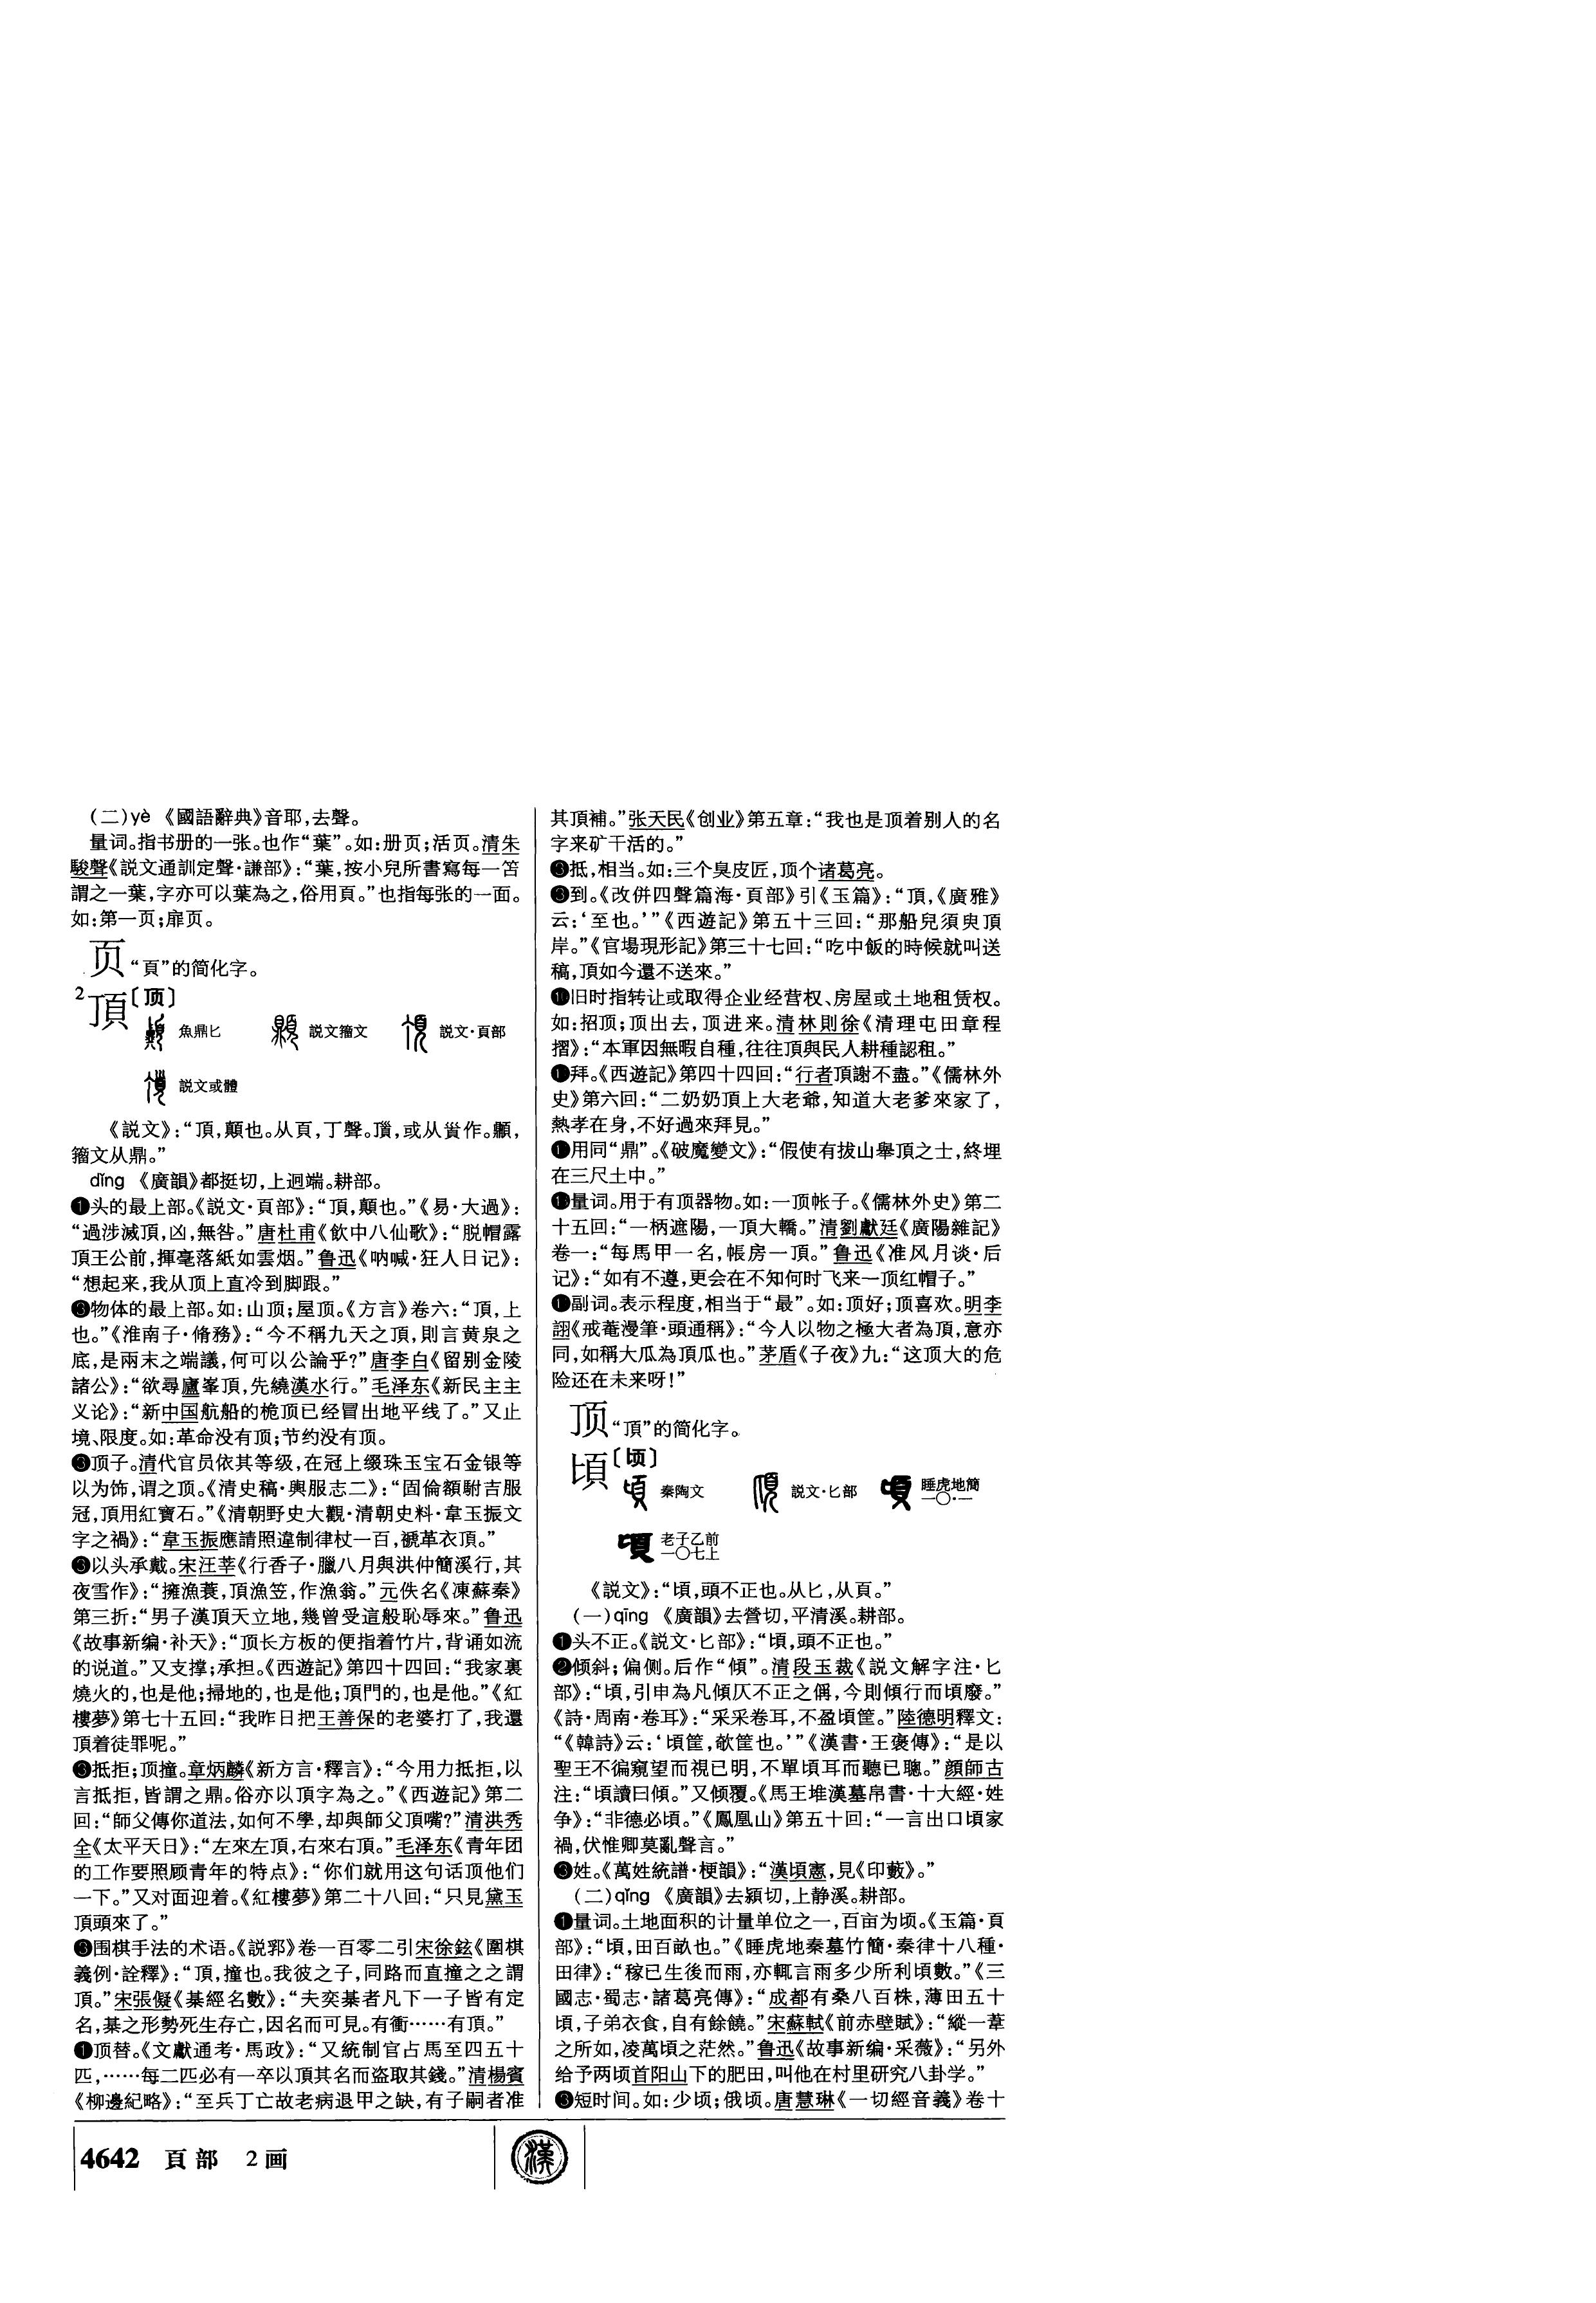 (二)yè 《國語辭典》音耶,去聲。
量词。指书册的一张。也作“葉”。如:册页;活页。清朱
駿聲《説文通訓定聲·謙部》:“葉,按小兒所書寫每一笘
謂之一葉,字亦可以葉為之,俗用頁。”也指每张的一面。
如:第一页;扉页。
页 “頁”的简化字。
2 頂〔顶〕
魚鼎匕 説文籀文 説文·頁部
説文或體
《説文》:“頂,顛也。从頁,丁聲。𩕢,或从𩠐作。顁,
籀文从鼎。”
dǐng 《廣韻》都挺切,上迥端。耕部。
❶头的最上部。《説文·頁部》:“頂,顛也。”《易·大過》:
“過涉滅頂,凶,無咎。”唐杜甫《飲中八仙歌》:“脱帽露
頂王公前,揮毫落紙如雲烟。”鲁迅《呐喊·狂人日记》:
“想起来,我从顶上直冷到脚跟。”
物体的最上部。如:山顶;屋顶。《方言》卷六:“頂,上
也。”《淮南子·脩務》:“今不稱九天之頂,則言黄泉之
底,是兩末之端議,何可以公論乎?”唐李白《留别金陵
諸公》:“欲尋廬峯頂,先繞漢水行。”毛泽东《新民主主
义论》:“新中国航船的桅顶已经冒出地平线了。”又止
境、限度。如:革命没有顶;节约没有顶。
❸顶子。清代官员依其等级,在冠上缀珠玉宝石金银等
以为饰,谓之顶。《清史稿·輿服志二》:“固倫額駙吉服
冠,頂用紅寶石。”《清朝野史大觀·清朝史料·韋玉振文
字之禍》:“韋玉振應請照違制律杖一百,褫革衣頂。”
以头承戴。宋汪莘《行香子·臘八月與洪仲簡溪行,其
夜雪作》:“擁漁蓑,頂漁笠,作漁翁。”元佚名《凍蘇秦》
第三折:“男子漢頂天立地,幾曾受這般恥辱來。”鲁迅
《故事新编·补天》:“顶长方板的便指着竹片,背诵如流
的说道。”又支撑;承担。《西遊記》第四十四回:“我家裏
燒火的,也是他;掃地的,也是他;頂門的,也是他。”《紅
樓夢》第七十五回:“我昨日把王善保的老婆打了,我還
頂着徒罪呢。”
抵拒;顶撞。章炳麟《新方言·釋言》:“今用力抵拒,以
言抵拒,皆謂之鼎。俗亦以頂字為之。”《西遊記》第二
回:“師父傳你道法,如何不學,却與師父頂嘴?”清洪秀
全《太平天日》:“左來左頂,右來右頂。”毛泽东《青年团
的工作要照顾青年的特点》:“你们就用这句话顶他们
一下。”又对面迎着。《紅樓夢》第二十八回:“只見黛玉
頂頭來了。”
围棋手法的术语。《説郛》卷一百零二引宋徐鉉《圍棋
義例·詮釋》:“頂,撞也。我彼之子,同路而直撞之之謂
頂。”宋張儗《棊經名數》:“夫奕棊者凡下一子皆有定
名,棊之形勢死生存亡,因名而可見。有衝……有頂。”
顶替。《文獻通考·馬政》:“又統制官占馬至四五十
匹,……每二匹必有一卒以頂其名而盗取其錢。”清楊賓
《柳邊紀略》:“至兵丁亡故老病退甲之缺,有子嗣者准
其頂補。”张天民《创业》第五章:“我也是顶着别人的名
字来矿干活的。”
抵,相当。如:三个臭皮匠,顶个诸葛亮。
到。《改併四聲篇海·頁部》引《玉篇》:“頂,《廣雅》
云:‘至也。’”《西遊記》第五十三回:“那船兒須臾頂
岸。”《官場現形記》第三十七回:“吃中飯的時候就叫送
稿,頂如今還不送來。”
❿旧时指转让或取得企业经营权、房屋或土地租赁权。
如:招顶;顶出去,顶进来。清林則徐《清理屯田章程
摺》:“本軍因無暇自種,往往頂與民人耕種認租。”
拜。《西遊記》第四十四回:“行者頂謝不盡。”《儒林外
史》第六回:“二奶奶頂上大老爺,知道大老爹來家了,
熱孝在身,不好過來拜見。”
用同“鼎”。《破魔變文》:“假使有拔山舉頂之士,終埋
在三尺土中。”
量词。用于有顶器物。如:一顶帐子。《儒林外史》第二
十五回:“一柄遮陽,一頂大轎。”清劉獻廷《廣陽雜記》
卷一:“每馬甲一名,帳房一頂。”鲁迅《准风月谈·后
记》:“如有不遵,更会在不知何时飞来一顶红帽子。”
副词。表示程度,相当于“最”。如:顶好;顶喜欢。明李
詡《戒菴漫筆·頭通稱》:“今人以物之極大者為頂,意亦
同,如稱大瓜為頂瓜也。”茅盾《子夜》九:“这顶大的危
险还在未来呀!”
顶 “頂”的简化字。
頃〔顷〕
秦陶文 説文·匕部 睡虎地簡一〇·一
老子乙前一〇七上
《説文》:“頃,頭不正也。从匕,从頁。”
(一)qīng 《廣韻》去營切,平清溪。耕部。
❶头不正。《説文·匕部》:“頃,頭不正也。”
❷倾斜;偏侧。后作“傾”。清段玉裁《説文解字注·匕
部》:“頃,引申為凡傾仄不正之偁,今則傾行而頃廢。”
《詩·周南·卷耳》:“采采卷耳,不盈頃筐。”陸德明釋文:
“《韓詩》云:‘頃筐,欹筐也。’”《漢書·王褒傳》:“是以
聖王不徧窺望而視已明,不單頃耳而聽已聰。”顔師古
注:“頃讀曰傾。”又倾覆。《馬王堆漢墓帛書·十大經·姓
争》:“非德必頃。”《鳳凰山》第五十回:“一言出口頃家
禍,伏惟卿莫亂聲言。”
❸姓。《萬姓統譜·梗韻》:“漢頃憲,見《印藪》。”
(二)qǐng 《廣韻》去潁切,上静溪。耕部。
❶量词。土地面积的计量单位之一,百亩为顷。《玉篇·頁
部》:“頃,田百畝也。”《睡虎地秦墓竹簡·秦律十八種·
田律》:“稼已生後而雨,亦輒言雨多少所利頃數。”《三
國志·蜀志·諸葛亮傳》:“成都有桑八百株,薄田五十
頃,子弟衣食,自有餘饒。”宋蘇軾《前赤壁賦》:“縱一葦
之所如,凌萬頃之茫然。”鲁迅《故事新编·采薇》:“另外
给予两顷首阳山下的肥田,叫他在村里研究八卦学。”
短时间。如:少顷;俄顷。唐慧琳《一切經音義》卷十
4642 頁部 2画 漢